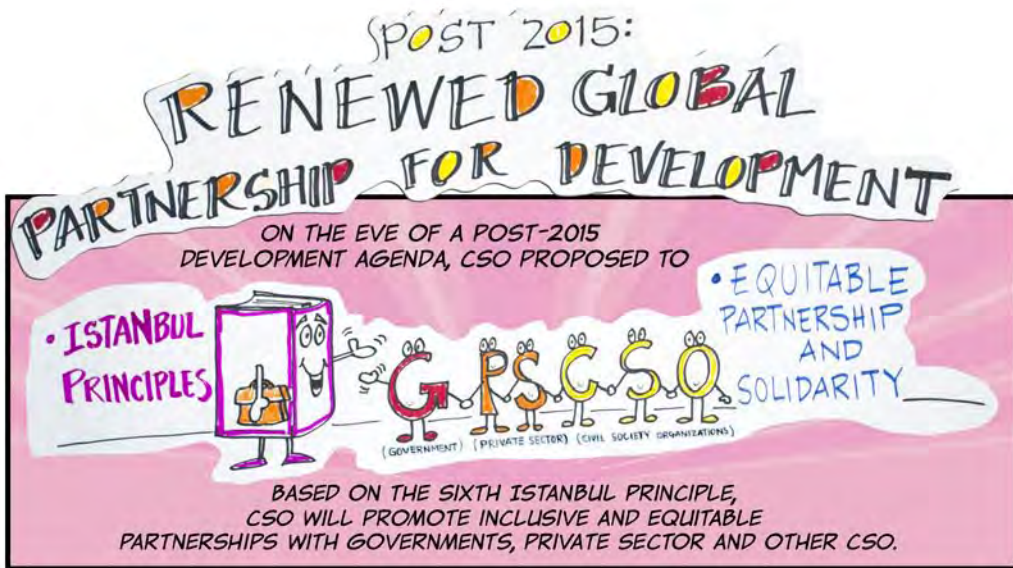 POST 2015:
RENEWED GLOBAL
PARTNERSHIP FOR DEVELOPMENT
ON THE EVE OF A POST-2015
DEVELOPMENT AGENDA, CSO PROPOSED TO
• ISTANBUL
PRINCIPLES
G PS CSO
(GOVERNMENT) (PRIVATE SECTOR) (CIVIL SOCIETY ORGANIZATIONS)
• EQUITABLE
PARTNERSHIP
AND
SOLIDARITY
BASED ON THE SIXTH ISTANBUL PRINCIPLE,
CSO WILL PROMOTE INCLUSIVE AND EQUITABLE
PARTNERSHIPS WITH GOVERNMENTS, PRIVATE SECTOR AND OTHER CSO.